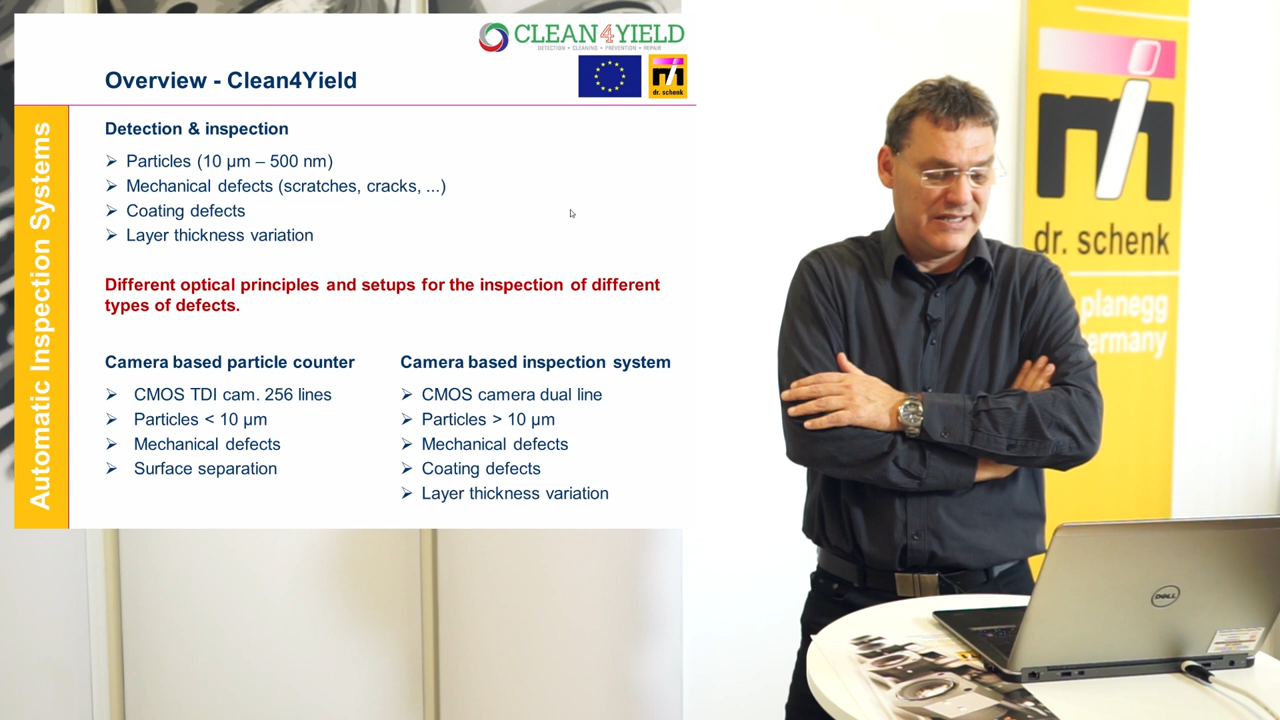 CLEAN4YIELD
DETECTION • CLEANING • PREVENTION • REPAIR
Overview - Clean4Yield
dr. schenk
Automatic Inspection Systems
Detection & inspection
Particles (10 µm – 500 nm)
Mechanical defects (scratches, cracks, ...)
Coating defects
Layer thickness variation
Different optical principles and setups for the inspection of different
types of defects.
Camera based particle counter
CMOS TDI cam. 256 lines
Particles < 10 µm
Mechanical defects
Surface separation
Camera based inspection system
CMOS camera dual line
Particles > 10 µm
Mechanical defects
Coating defects
Layer thickness variation
dr. schenk
planegg
ermany
DELL